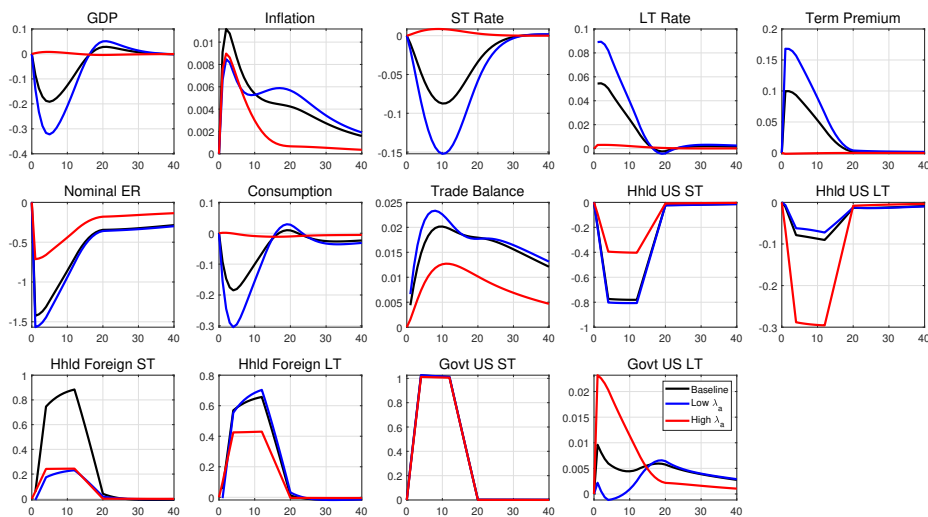 GDP
Inflation
ST Rate
LT Rate
Term Premium
0.1
0
-0.1
-0.2
-0.3
-0.4
0 10 20 30 40
0.01
0.008
0.006
0.004
0.002
0
0 10 20 30 40
0
-0.05
-0.1
-0.15
0 10 20 30 40
0.1
0.08
0.06
0.04
0.02
0
0 10 20 30 40
0.2
0.15
0.1
0.05
0
0 10 20 30 40
Nominal ER
Consumption
Trade Balance
Hhld US ST
Hhld US LT
0
-0.5
-1
-1.5
0 10 20 30 40
0.1
0
-0.1
-0.2
-0.3
0 10 20 30 40
0.025
0.02
0.015
0.01
0.005
0
0 10 20 30 40
0
-0.2
-0.4
-0.6
-0.8
-1
0 10 20 30 40
0
-0.1
-0.2
-0.3
0 10 20 30 40
Hhld Foreign ST
Hhld Foreign LT
Govt US ST
Govt US LT
1
0.8
0.6
0.4
0.2
0
0 10 20 30 40
0.8
0.6
0.4
0.2
0
0 10 20 30 40
1
0.8
0.6
0.4
0.2
0
0 10 20 30 40
0.02
0.015
0.01
0.005
0
0 10 20 30 40
Baseline
Low λa
High λa